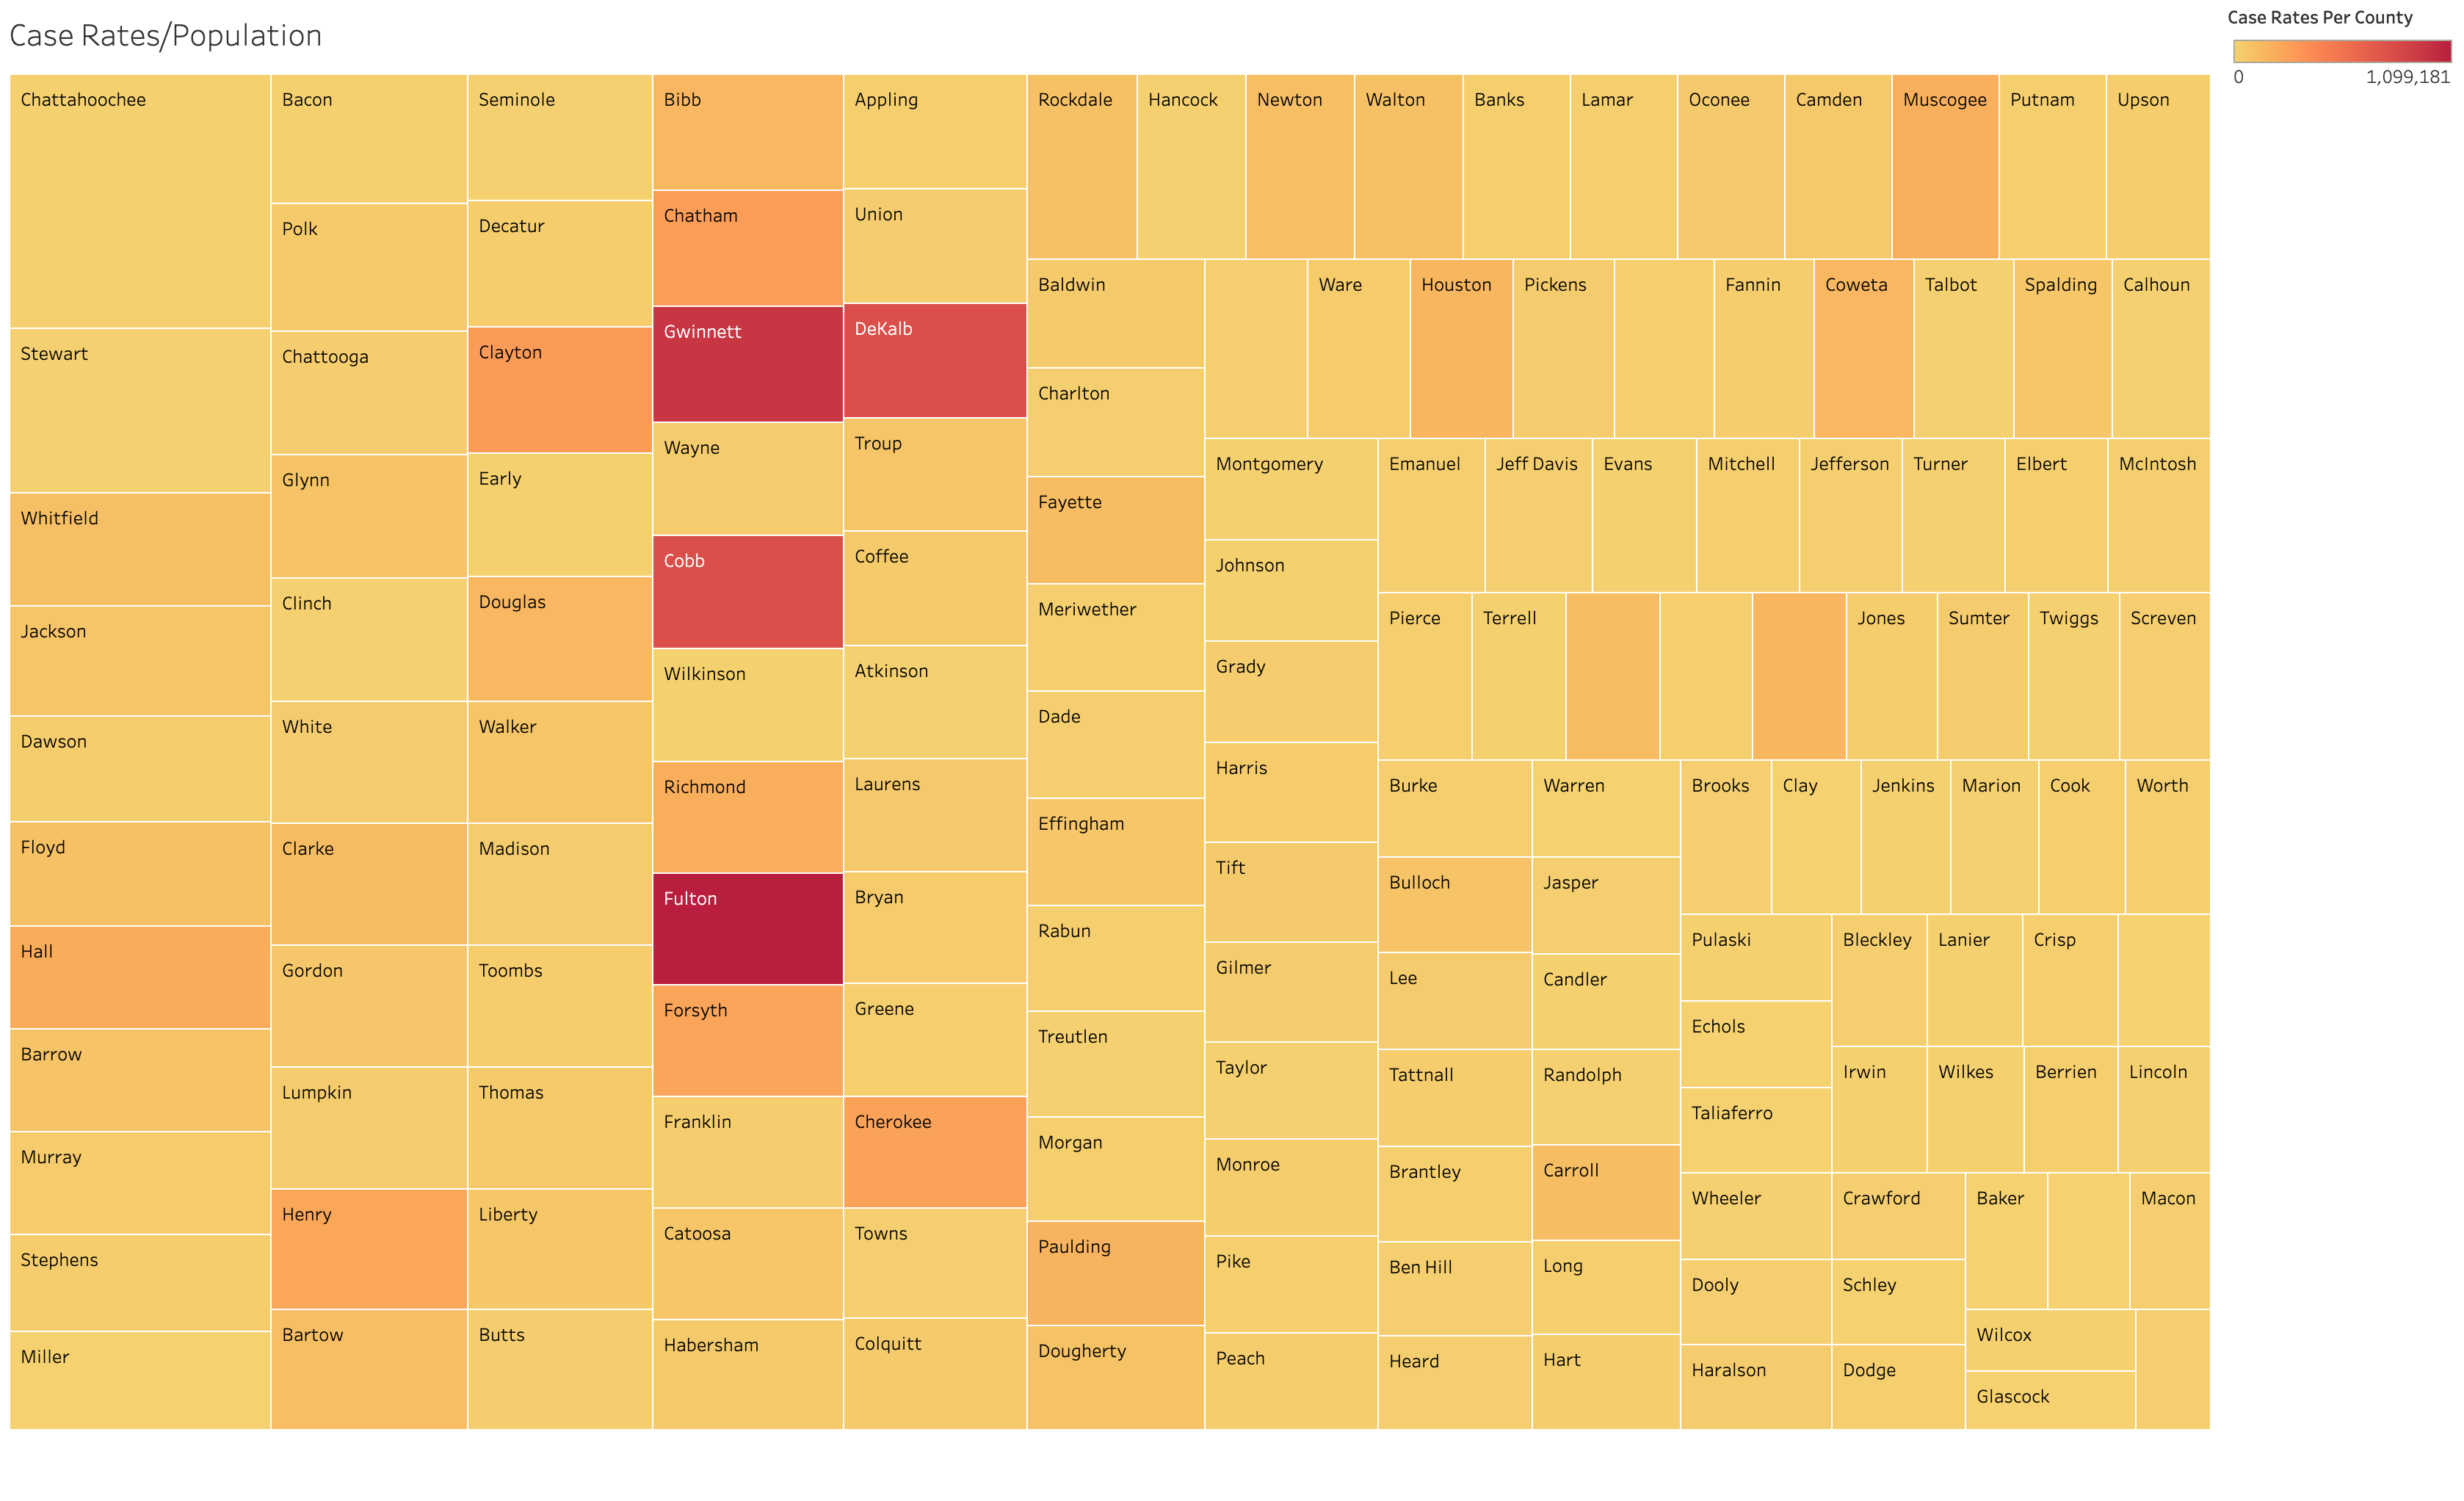 Case Rates/Population
Case Rates Per County
0 1,099,181
Chattahoochee
Stewart
Whitfield
Jackson
Dawson
Floyd
Hall
Barrow
Murray
Stephens
Miller
Bacon
Polk
Chattooga
Glynn
Clinch
White
Clarke
Gordon
Lumpkin
Henry
Bartow
Seminole
Decatur
Clayton
Early
Douglas
Walker
Madison
Toombs
Thomas
Liberty
Butts
Bibb
Chatham
Gwinnett
Wayne
Cobb
Wilkinson
Richmond
Fulton
Forsyth
Franklin
Catoosa
Habersham
Appling
Union
DeKalb
Troup
Coffee
Atkinson
Laurens
Bryan
Greene
Cherokee
Towns
Colquitt
Rockdale
Hancock
Newton
Walton
Banks
Lamar
Oconee
Camden
Muscogee
Putnam
Upson
Baldwin
Charlton
Fayette
Meriwether
Dade
Effingham
Rabun
Treutlen
Morgan
Paulding
Dougherty
Ware
Houston
Pickens
Fannin
Coweta
Talbot
Spalding
Calhoun
Montgomery
Johnson
Grady
Harris
Tift
Gilmer
Taylor
Monroe
Pike
Peach
Emanuel
Jeff Davis
Evans
Mitchell
Jefferson
Turner
Elbert
McIntosh
Pierce
Terrell
Jones
Sumter
Twiggs
Screven
Burke
Bulloch
Lee
Tattnall
Brantley
Ben Hill
Heard
Warren
Jasper
Candler
Randolph
Carroll
Long
Hart
Brooks
Clay
Jenkins
Marion
Cook
Worth
Pulaski
Echols
Taliaferro
Wheeler
Dooly
Haralson
Bleckley
Lanier
Crisp
Irwin
Wilkes
Berrien
Lincoln
Crawford
Schley
Dodge
Baker
Macon
Wilcox
Glascock